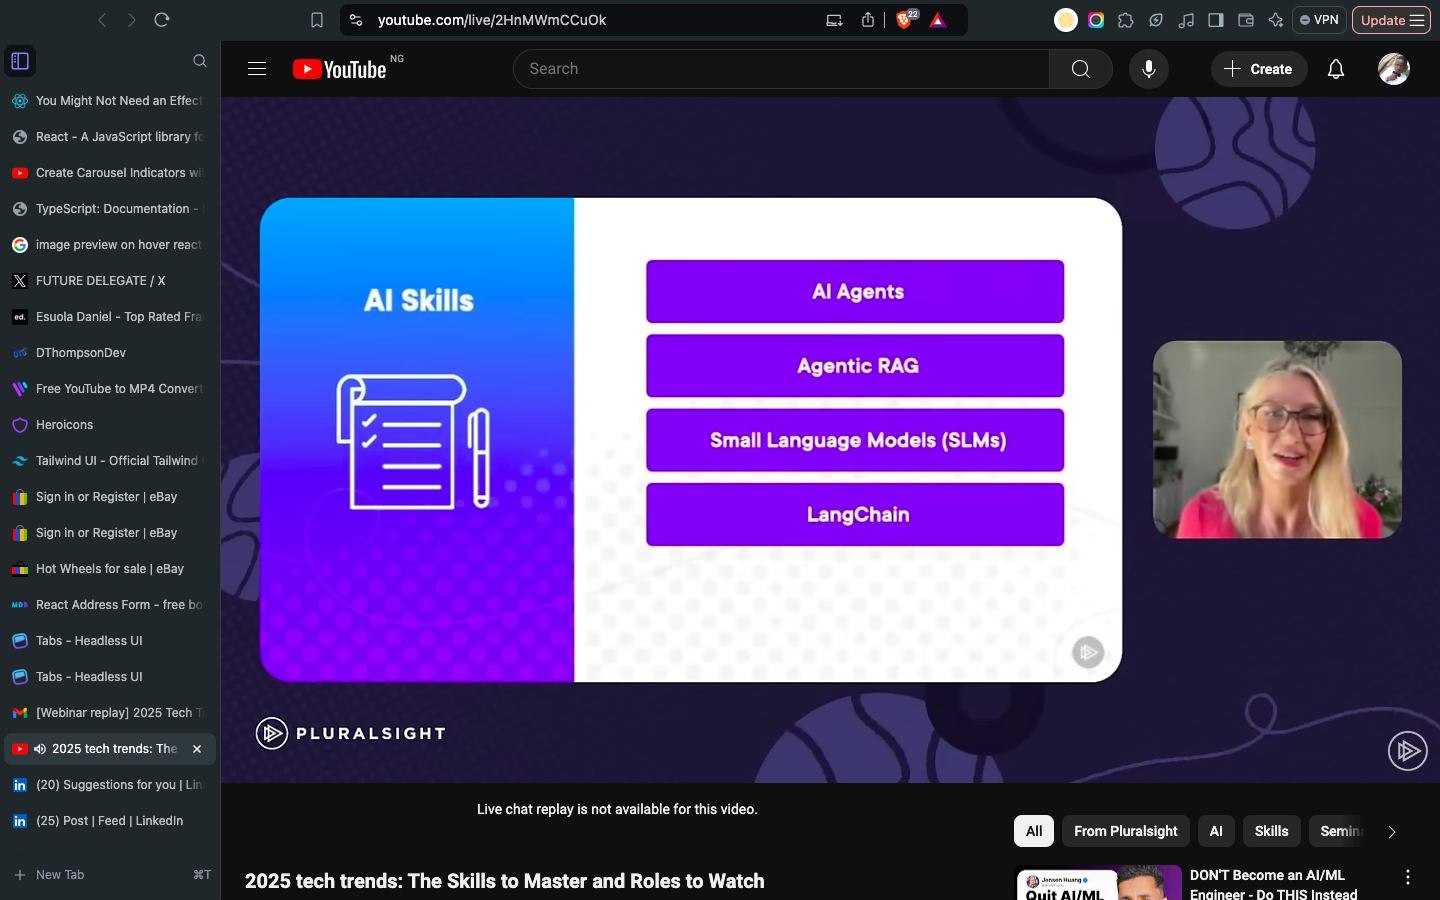 youtube.com/live/2HnMWmCCuOk
22
VPN
Update
You Might Not Need an Effect
React - A JavaScript library fo
Create Carousel Indicators wi
TypeScript: Documentation -
image preview on hover react
FUTURE DELEGATE / X
ed.
Esuola Daniel - Top Rated Fra
DThompsonDev
Free YouTube to MP4 Convert
Heroicons
Tailwind UI - Official Tailwind
Sign in or Register | eBay
Sign in or Register | eBay
Hot Wheels for sale | eBay
MDB
React Address Form - free bo
Tabs - Headless UI
Tabs - Headless UI
[Webinar replay] 2025 Tech T
2025 tech trends: The
(20) Suggestions for you | Lin
(25) Post | Feed | LinkedIn
New Tab
⌘T
YouTube
NG
Search
Create
AI Skills
AI Agents
Agentic RAG
Small Language Models (SLMs)
LangChain
PLURALSIGHT
Live chat replay is not available for this video.
All
From Pluralsight
AI
Skills
Semina
2025 tech trends: The Skills to Master and Roles to Watch
Jensen Huang
Quit AI/ML
DON'T Become an AI/ML
Engineer - Do THIS Instead